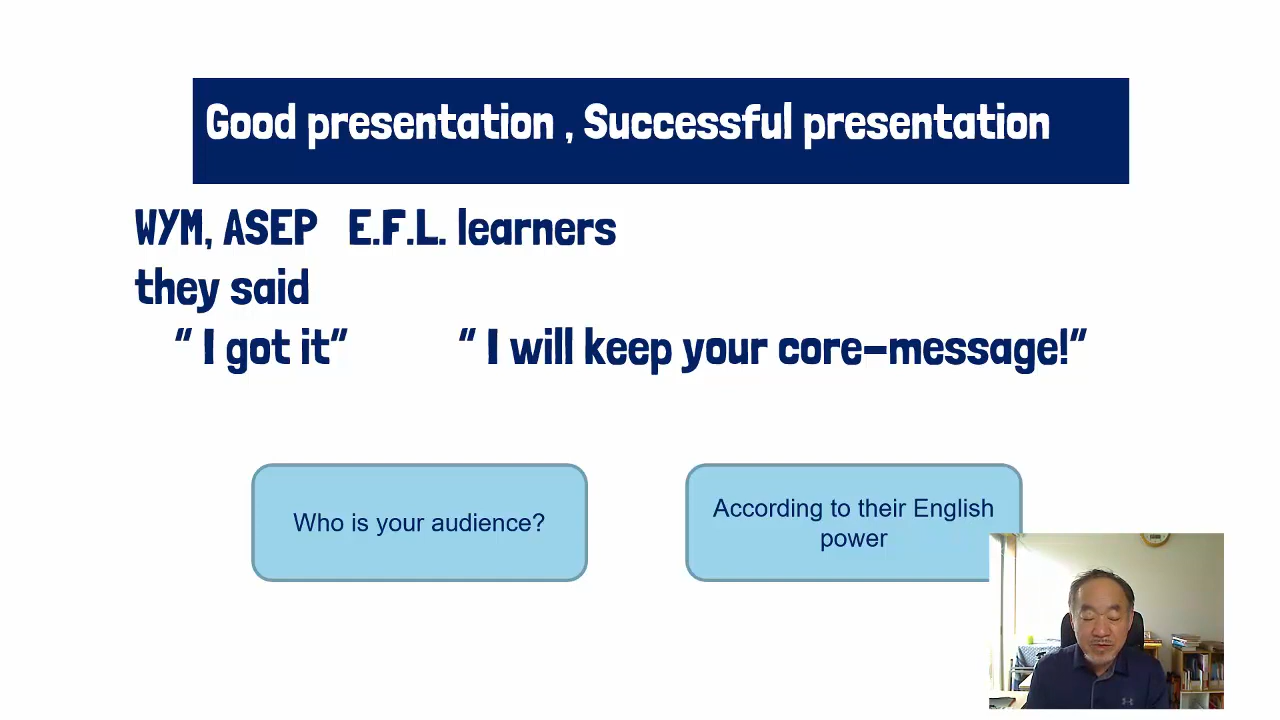 Good presentation , Successful presentation
WYM, ASEP E.F.L. learners
they said
" I got it" " I will keep your core-message!"
Who is your audience?
According to their English
power